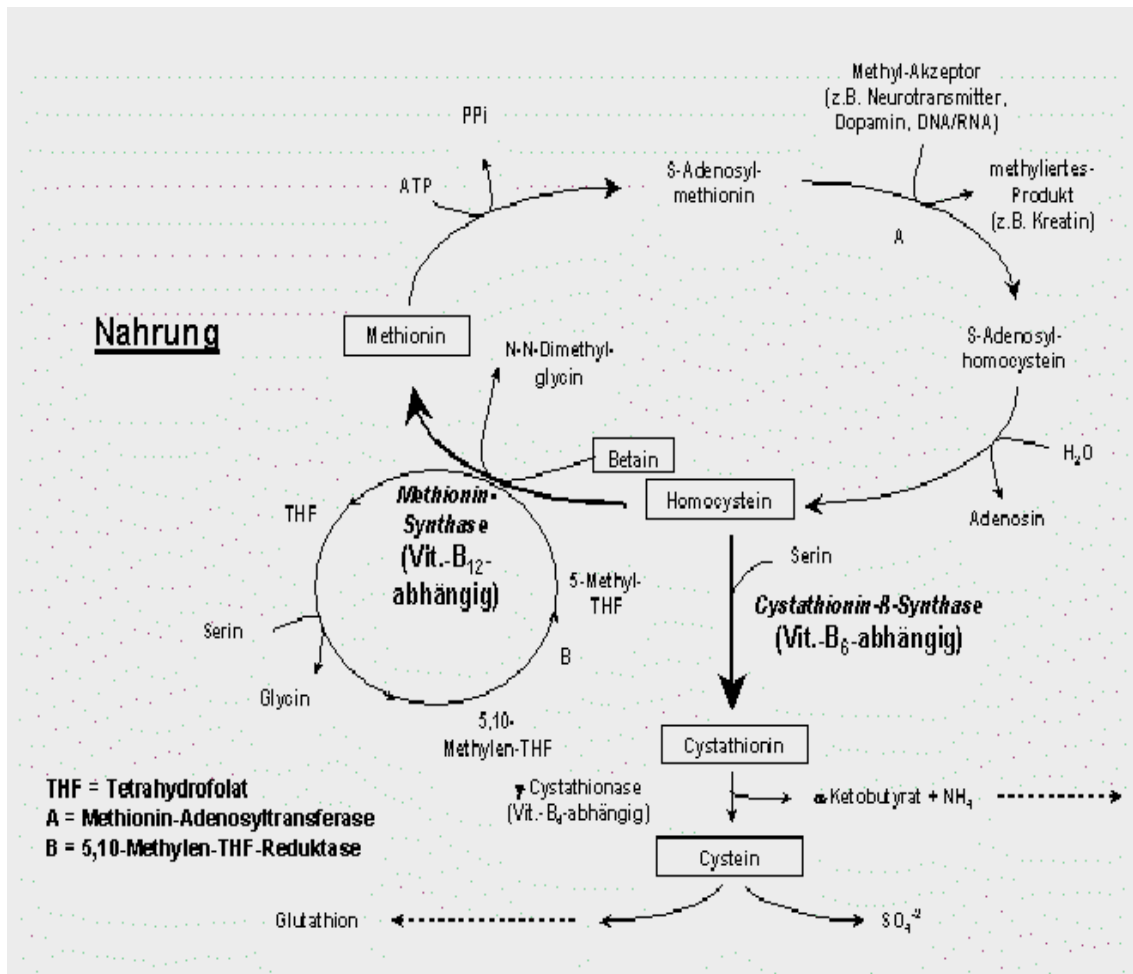 Methyl-Akzeptor
(z.B. Neurotransmitter,
Dopamin, DNA/RNA)
PPi
ATP
S-Adenosyl-
methionin
methyliertes-
Produkt
(z.B. Kreatin)
A
Nahrung
Methionin
N-N-Dimethyl-
glycin
S-Adenosyl-
homocystein
Betain
H₂O
Homocystein
Adenosin
THF
Methionin-
Synthase
(Vit.-B₁₂-
abhängig)
5-Methyl-
THF
Serin
Cystathionin-ß-Synthase
(Vit.-B₆-abhängig)
Serin
B
Glycin
5,10-
Methylen-THF
Cystathionin
THF = Tetrahydrofolat
A = Methionin-Adenosyltransferase
B = 5,10-Methylen-THF-Reduktase
γ Cystathionase
(Vit.-B₆-abhängig)
α Ketobutyrat + NH₄
Cystein
Glutathion
SO₄⁻²